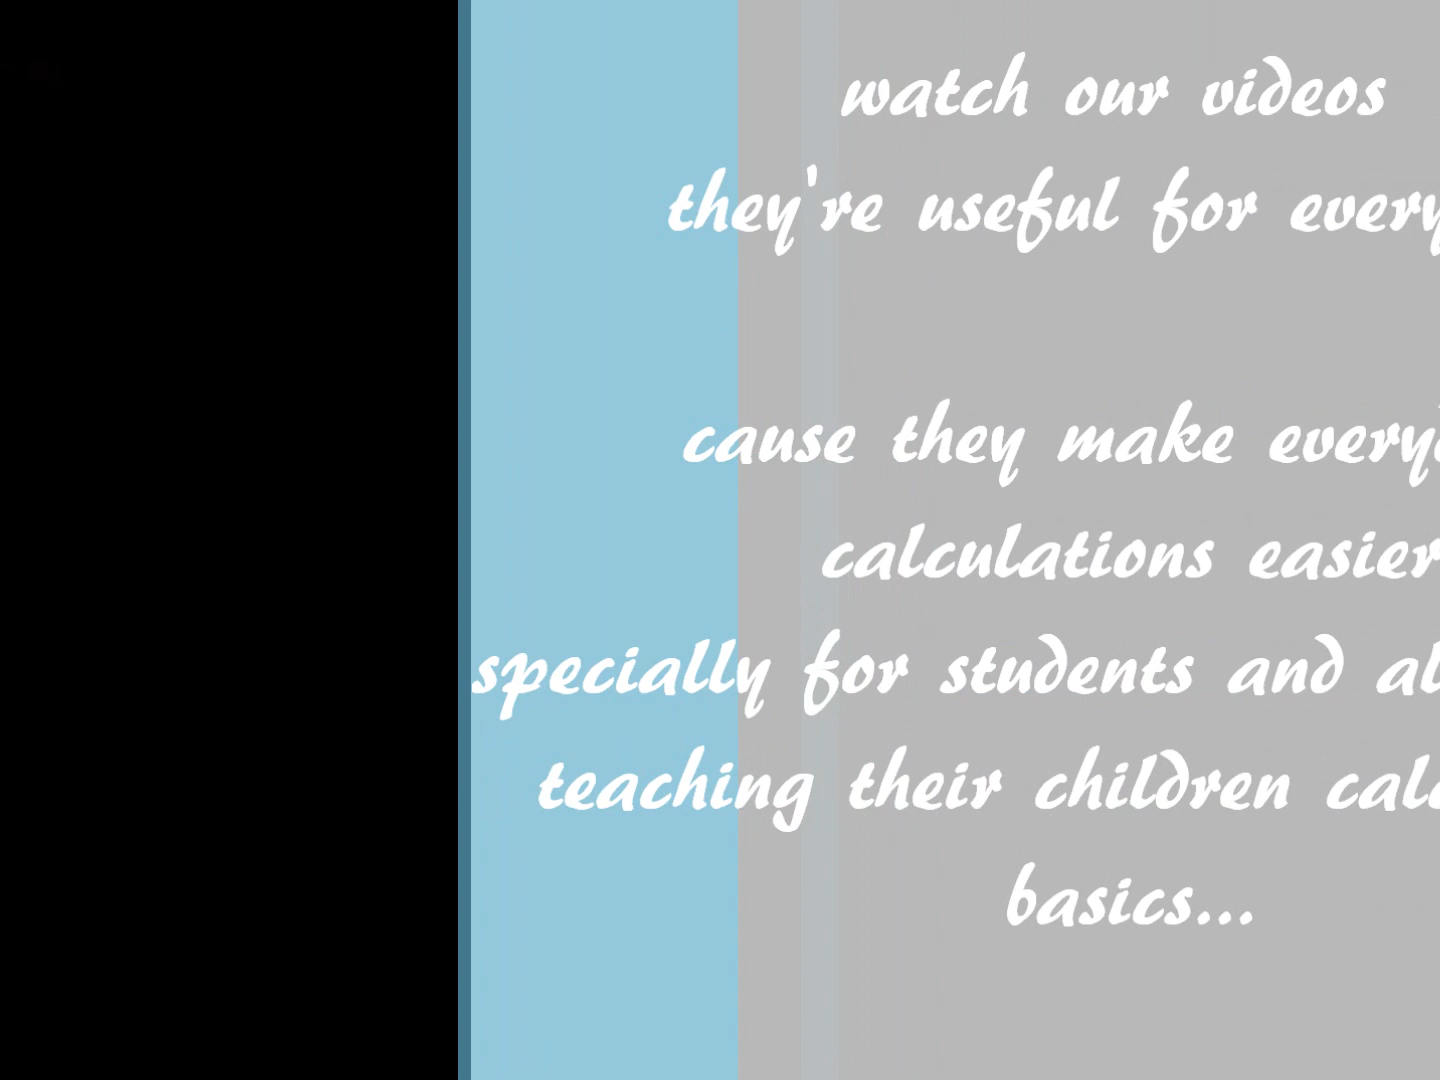 watch our videos
they're useful for every
cause they make every
calculations easier
specially for students and al
teaching their children calc
basics...